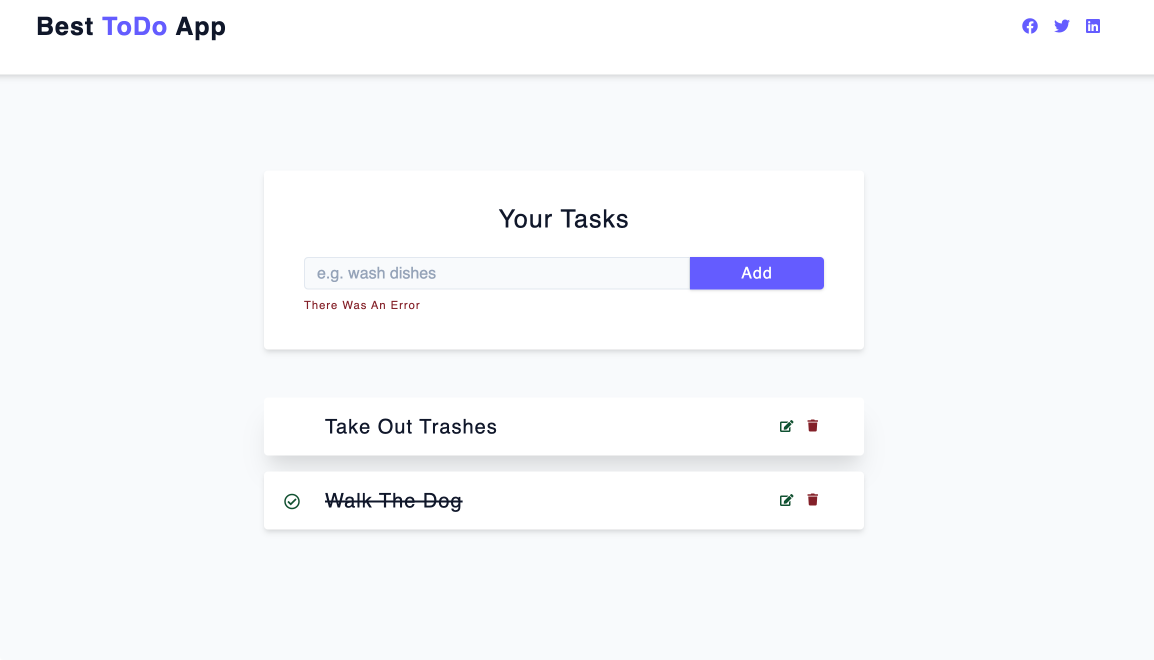 Best ToDo App
Your Tasks
e.g. wash dishes
Add
There Was An Error
Take Out Trashes
Walk The Dog